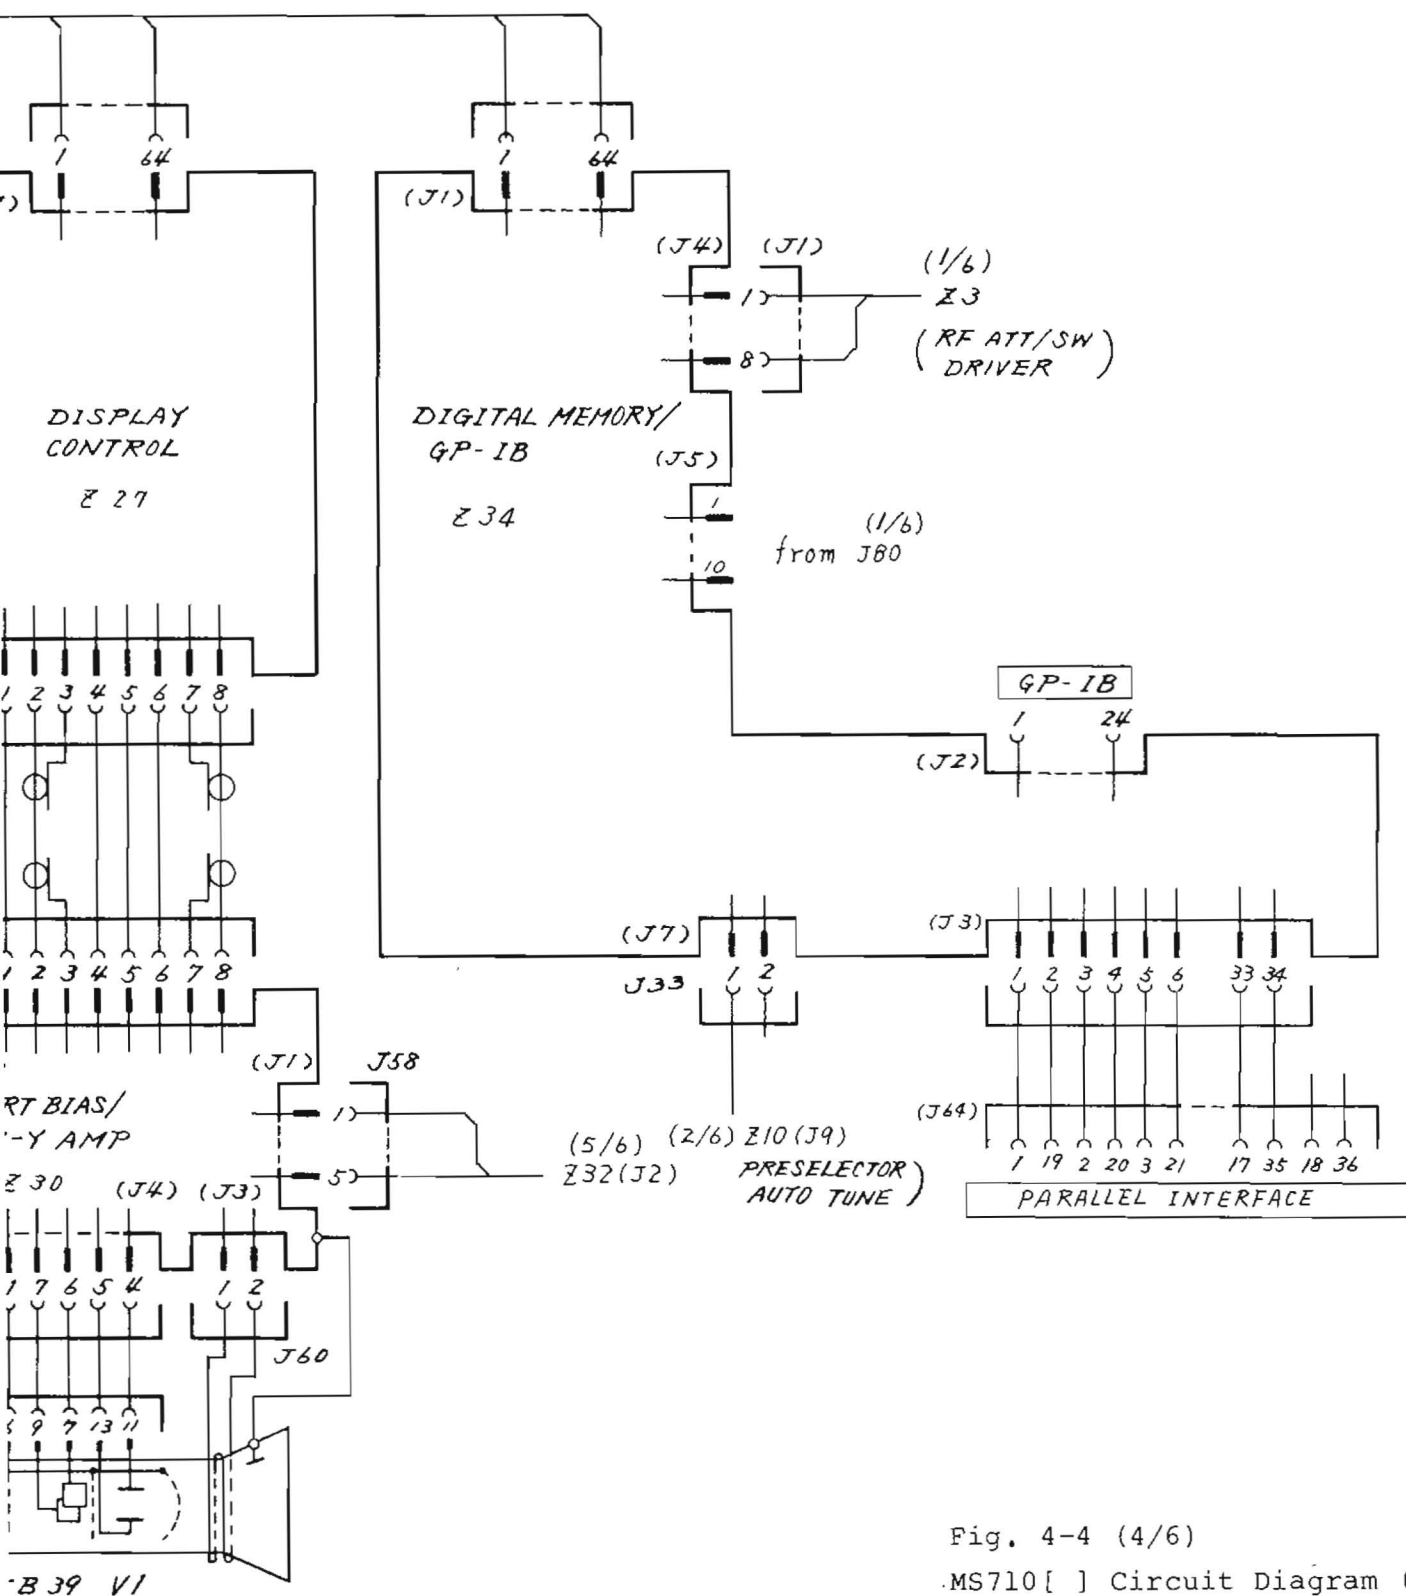 1 64
1 64
(J1)
(J4) (J1)
1
8
(1/6)
Z3
(RF ATT/SW
DRIVER)
DISPLAY
CONTROL
Z 27
DIGITAL MEMORY/
GP-IB
Z 34
(J5)
1
10
(1/6)
from J80
1 2 3 4 5 6 7 8
GP-IB
1 24
(J2)
(J7)
J33
1 2
(J3)
1 2 3 4 5 6 33 34
1 2 3 4 5 6 7 8
(J1) J58
1
5
RT BIAS/
-Y AMP
Z 30
(J4) (J3)
(5/6)
Z32(J2)
(2/6) Z10(J9)
PRESELECTOR
AUTO TUNE)
(J64)
1 19 2 20 3 21 17 35 18 36
PARALLEL INTERFACE
1 7 6 5 4
1 2
J60
9 7 13 11
-B39 V1
Fig. 4-4 (4/6)
MS710[ ] Circuit Diagram (